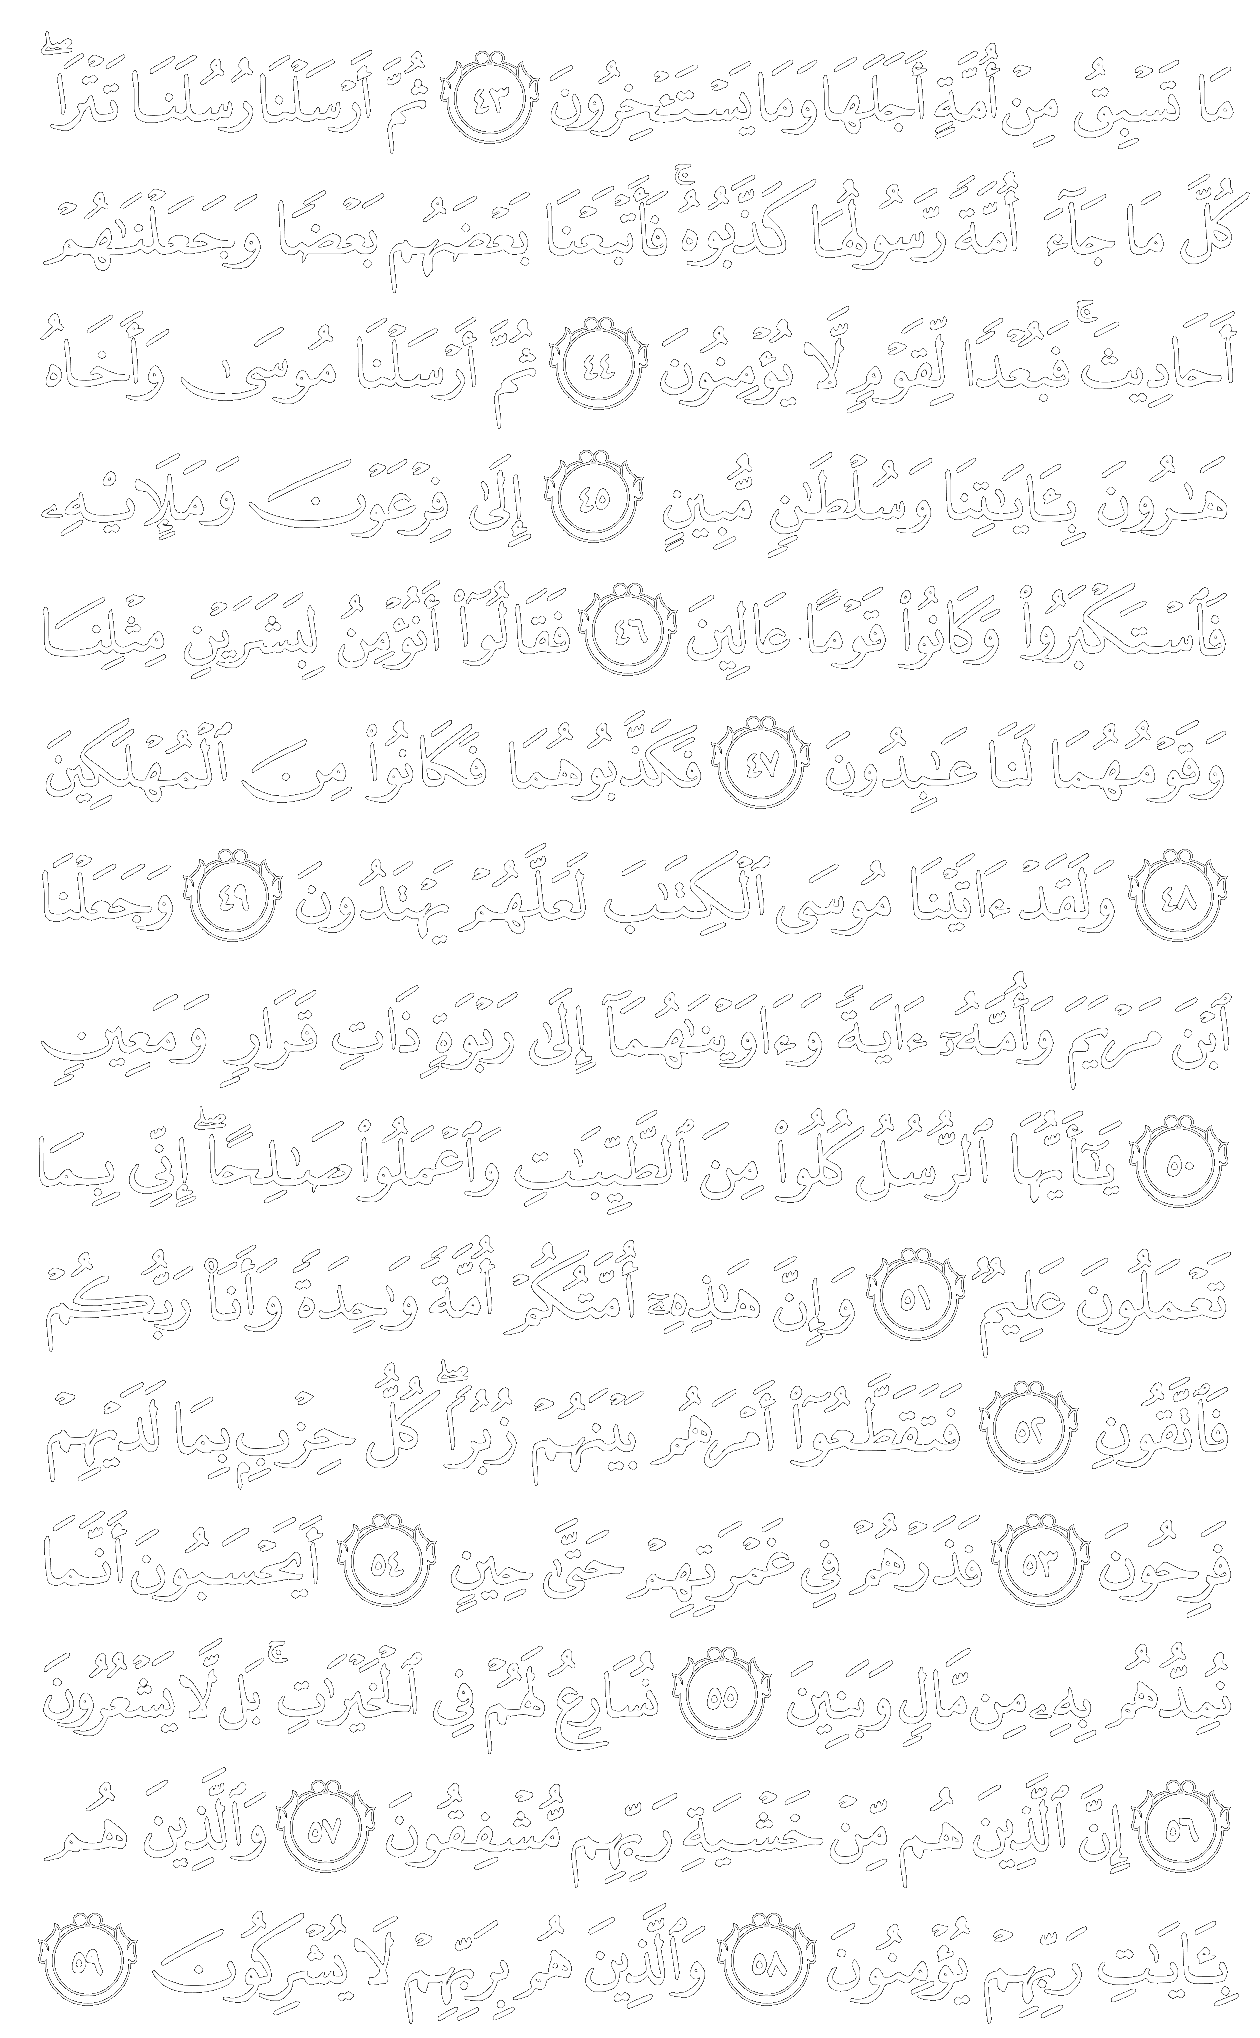 مَا تَسْبِقُ مِنْ أُمَّةٍ أَجَلَهَا وَمَا يَسْتَـْٔخِرُونَ ٤٣ ثُمَّ أَرْسَلْنَا رُسُلَنَا تَتْرَا ۖ
كُلَّ مَا جَآءَ أُمَّةً رَّسُولُهَا كَذَّبُوهُ ۚ فَأَتْبَعْنَا بَعْضَهُم بَعْضًا وَجَعَلْنَٰهُمْ
أَحَادِيثَ ۚ فَبُعْدًا لِّقَوْمٍ لَّا يُؤْمِنُونَ ٤٤ ثُمَّ أَرْسَلْنَا مُوسَىٰ وَأَخَاهُ
هَٰرُونَ بِـَٔايَٰتِنَا وَسُلْطَٰنٍ مُّبِينٍ ٤٥ إِلَىٰ فِرْعَوْنَ وَمَلَإِي۟هِۦ
فَٱسْتَكْبَرُوا۟ وَكَانُوا۟ قَوْمًا عَالِينَ ٤٦ فَقَالُوٓا۟ أَنُؤْمِنُ لِبَشَرَيْنِ مِثْلِنَا
وَقَوْمُهُمَا لَنَا عَٰبِدُونَ ٤٧ فَكَذَّبُوهُمَا فَكَانُوا۟ مِنَ ٱلْمُهْلَكِينَ
٤٨ وَلَقَدْ ءَاتَيْنَا مُوسَى ٱلْكِتَٰبَ لَعَلَّهُمْ يَهْتَدُونَ ٤٩ وَجَعَلْنَا
ٱبْنَ مَرْيَمَ وَأُمَّهُۥٓ ءَايَةً وَءَاوَيْنَٰهُمَآ إِلَىٰ رَبْوَةٍ ذَاتِ قَرَارٍ وَمَعِينٍ
٥٠ يَٰٓأَيُّهَا ٱلرُّسُلُ كُلُوا۟ مِنَ ٱلطَّيِّبَٰتِ وَٱعْمَلُوا۟ صَٰلِحًا ۖ إِنِّى بِمَا
تَعْمَلُونَ عَلِيمٌ ٥١ وَإِنَّ هَٰذِهِۦٓ أُمَّتُكُمْ أُمَّةً وَٰحِدَةً وَأَنَا۠ رَبُّكُمْ
فَٱتَّقُونِ ٥٢ فَتَقَطَّعُوٓا۟ أَمْرَهُم بَيْنَهُمْ زُبُرًا ۖ كُلُّ حِزْبٍۭ بِمَا لَدَيْهِمْ
فَرِحُونَ ٥٣ فَذَرْهُمْ فِى غَمْرَتِهِمْ حَتَّىٰ حِينٍ ٥٤ أَيَحْسَبُونَ أَنَّمَا
نُمِدُّهُم بِهِۦ مِن مَّالٍ وَبَنِينَ ٥٥ نُسَارِعُ لَهُمْ فِى ٱلْخَيْرَٰتِ ۚ بَل لَّا يَشْعُرُونَ
٥٦ إِنَّ ٱلَّذِينَ هُم مِّنْ خَشْيَةِ رَبِّهِم مُّشْفِقُونَ ٥٧ وَٱلَّذِينَ هُم
بِـَٔايَٰتِ رَبِّهِمْ يُؤْمِنُونَ ٥٨ وَٱلَّذِينَ هُم بِرَبِّهِمْ لَا يُشْرِكُونَ ٥٩